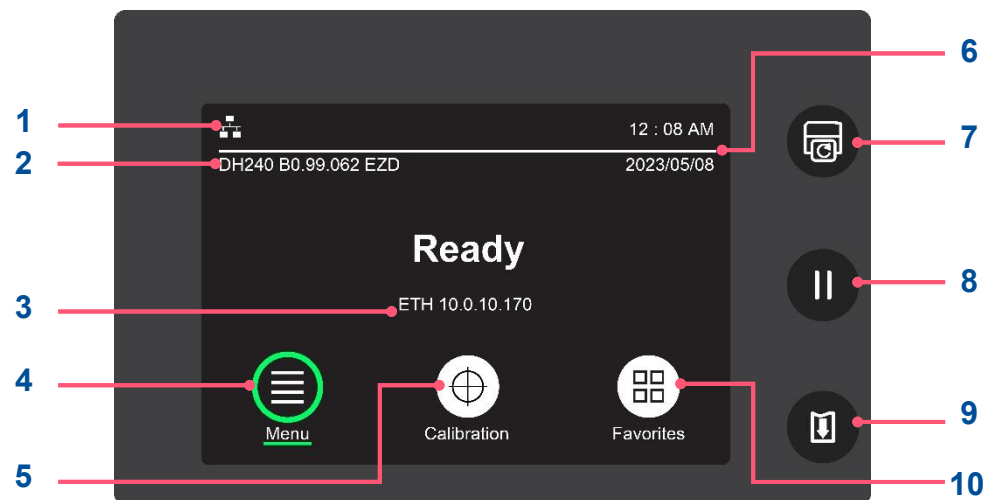 6
1
12 : 08 AM
7
2
DH240 B0.99.062 EZD
2023/05/08
Ready
8
3
ETH 10.0.10.170
4
9
Menu
Calibration
Favorites
5
10